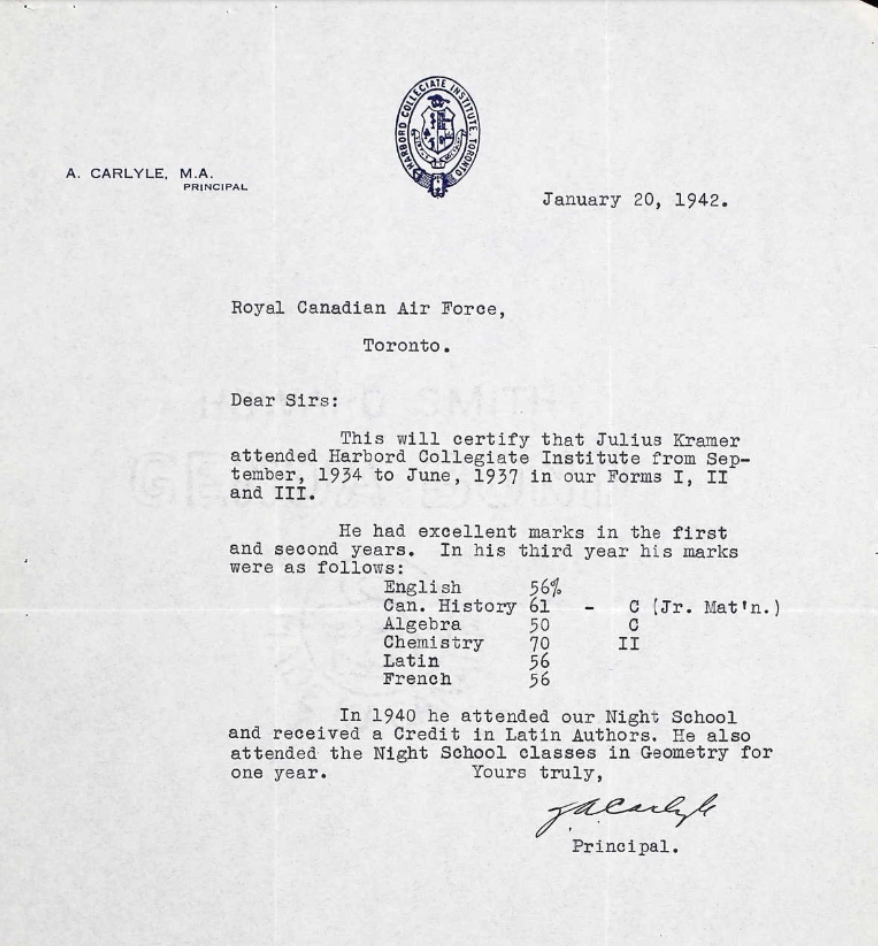 HARBORD COLLEGIATE INSTITUTE, TORONTO
A. CARLYLE, M.A.
PRINCIPAL
January 20, 1942.
Royal Canadian Air Force,
Toronto.
Dear Sirs:
This will certify that Julius Kramer
attended Harbord Collegiate Institute from Sep-
tember, 1934 to June, 1937 in our Forms I, II
and III.
He had excellent marks in the first
and second years. In his third year his marks
were as follows:
English 56%
Can. History 61 - C (Jr. Mat'n.)
Algebra 50 C
Chemistry 70 II
Latin 56
French 56
In 1940 he attended our Night School
and received a Credit in Latin Authors. He also
attended the Night School classes in Geometry for
one year. Yours truly,
Carlyle
Principal.